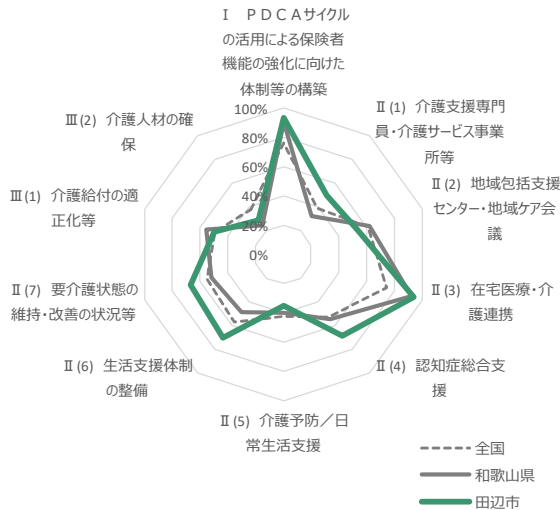 Ⅰ　ＰＤＣＡサイクル
の活用による保険者
機能の強化に向けた
体制等の構築
Ⅱ(1)　介護支援専門
員・介護サービス事業
所等
Ⅱ(2)　地域包括支援
センター・地域ケア会
議
Ⅱ(3)　在宅医療・介
護連携
Ⅱ(4)　認知症総合支
援
Ⅱ(5)　介護予防／日
常生活支援
Ⅱ(6)　生活支援体制
の整備
Ⅱ(7)　要介護状態の
維持・改善の状況等
Ⅲ(1)　介護給付の適
正化等
Ⅲ(2)　介護人材の確
保
100%
80%
60%
40%
20%
0%
全国
和歌山県
田辺市